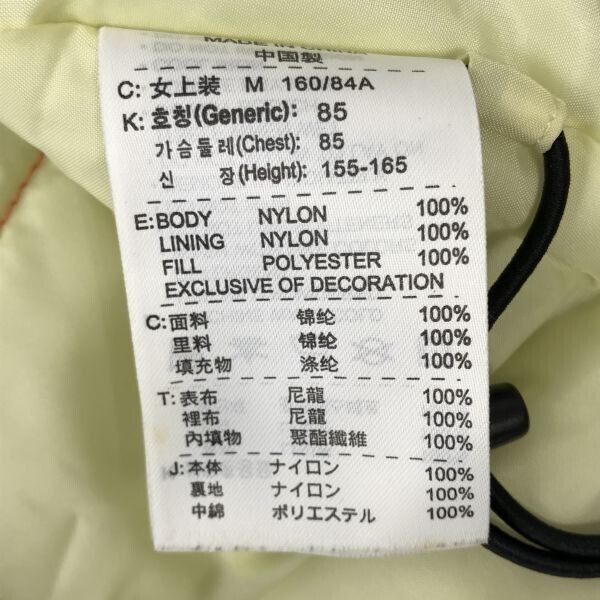 MADE IN CHINA
中国製
C: 女上装 M 160/84A
K: 호칭(Generic): 85
가슴둘레(Chest): 85
신 장(Height): 155-165
E: BODY NYLON 100%
LINING NYLON 100%
FILL POLYESTER 100%
EXCLUSIVE OF DECORATION
C: 面料 锦纶 100%
里料 锦纶 100%
填充物 涤纶 100%
T: 表布 尼龍 100%
裡布 尼龍 100%
內填物 聚酯纖維 100%
J: 本体 ナイロン 100%
裏地 ナイロン 100%
中綿 ポリエステル 100%